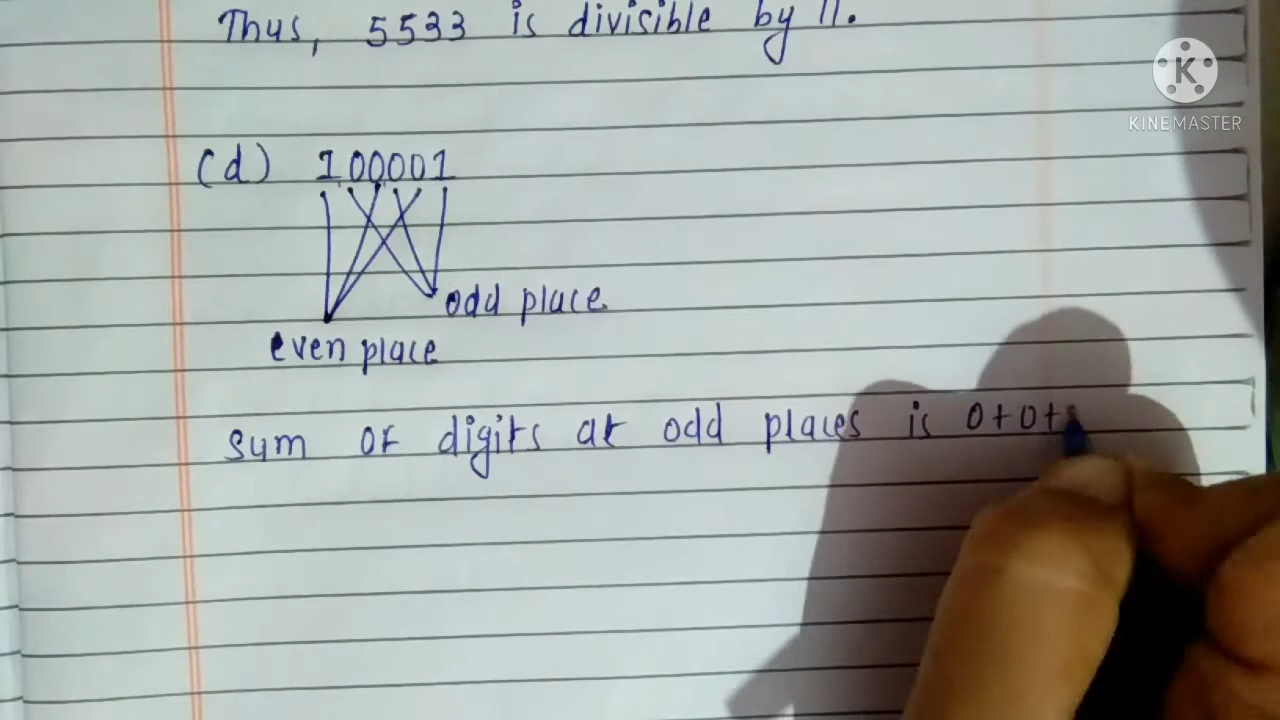 Thus, 5533 is divisible by 11.
KINEMASTER
(d) 100001
odd place
even place
sum of digits at odd places is 0+0+